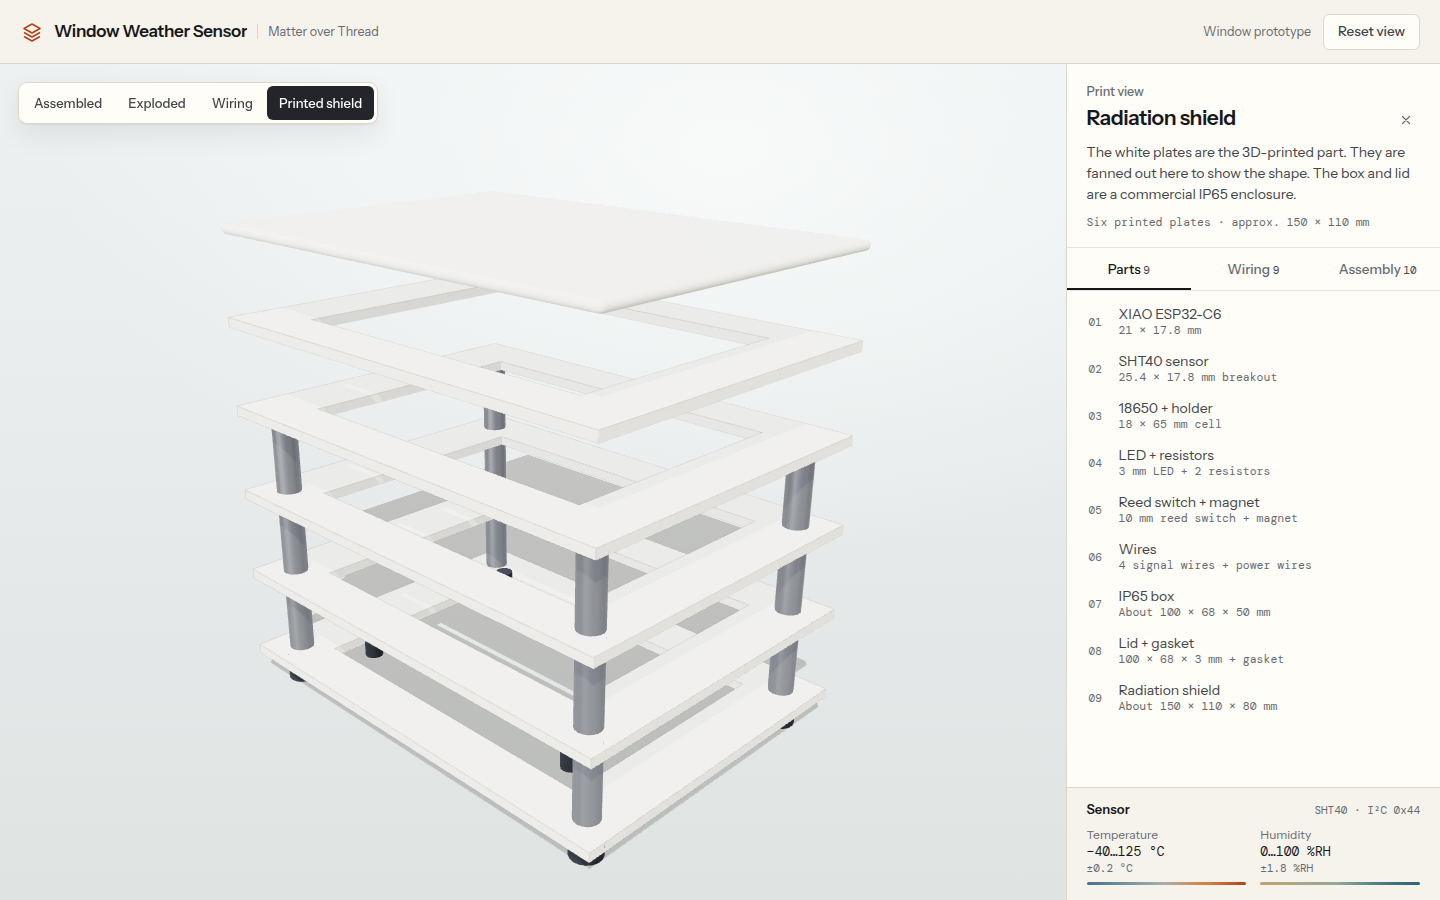 Window Weather Sensor
Matter over Thread
Window prototype
Reset view
Assembled
Exploded
Wiring
Printed shield
Print view
Radiation shield
The white plates are the 3D-printed part. They are
fanned out here to show the shape. The box and lid
are a commercial IP65 enclosure.
Six printed plates · approx. 150 × 110 mm
Parts 9
Wiring 9
Assembly 10
01
XIAO ESP32-C6
21 × 17.8 mm
02
SHT40 sensor
25.4 × 17.8 mm breakout
03
18650 + holder
18 × 65 mm cell
04
LED + resistors
3 mm LED + 2 resistors
05
Reed switch + magnet
10 mm reed switch + magnet
06
Wires
4 signal wires + power wires
07
IP65 box
About 100 × 68 × 50 mm
08
Lid + gasket
100 × 68 × 3 mm + gasket
09
Radiation shield
About 150 × 110 × 80 mm
Sensor
SHT40 · I²C 0x44
Temperature
−40…125 °C
±0.2 °C
Humidity
0…100 %RH
±1.8 %RH